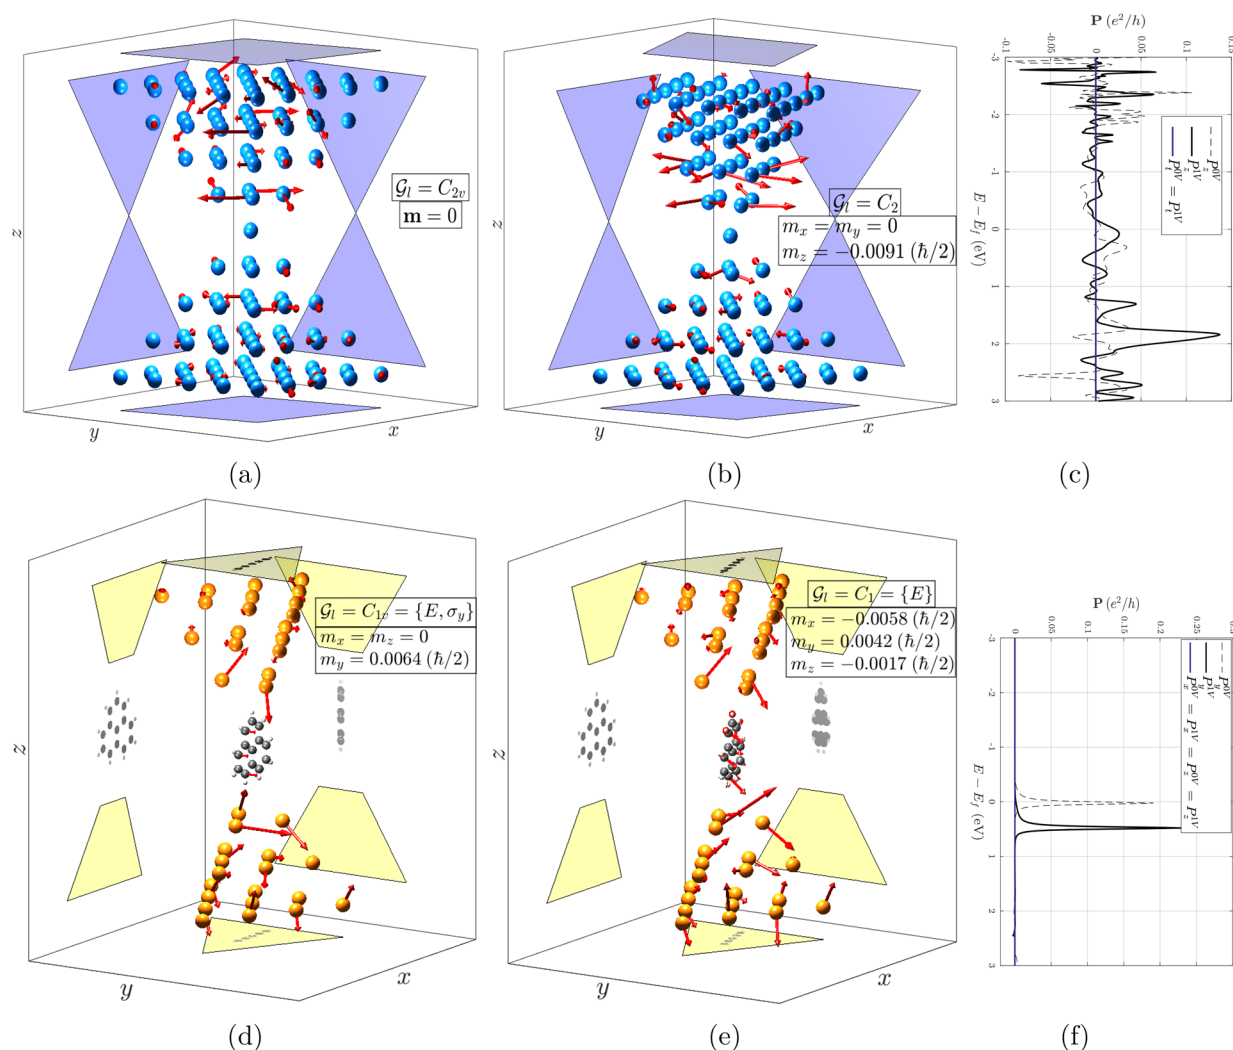 z
y
x
𝒢_l = C_{2v}
m = 0
(a)
z
y
x
𝒢_l = C_2
m_x = m_y = 0
m_z = −0.0091 (ħ/2)
(b)
P (e^2/h)
-0.1
-0.05
0
0.05
0.1
0.15
-3
-2
-1
0
1
2
3
E − E_f (eV)
P_z^{0V}
P_z^{1V}
P_t^{0V} = P_t^{1V}
(c)
z
y
x
𝒢_l = C_{1v} = {E, σ_y}
m_x = m_z = 0
m_y = 0.0064 (ħ/2)
(d)
z
y
x
𝒢_l = C_1 = {E}
m_x = −0.0058 (ħ/2)
m_y = 0.0042 (ħ/2)
m_z = −0.0017 (ħ/2)
(e)
P (e^2/h)
0
0.05
0.1
0.15
0.2
0.25
0.3
-3
-2
-1
0
1
2
3
E − E_f (eV)
P_y^{0V}
P_y^{1V}
P_x^{0V} = P_x^{1V} = P_z^{0V} = P_z^{1V}
(f)